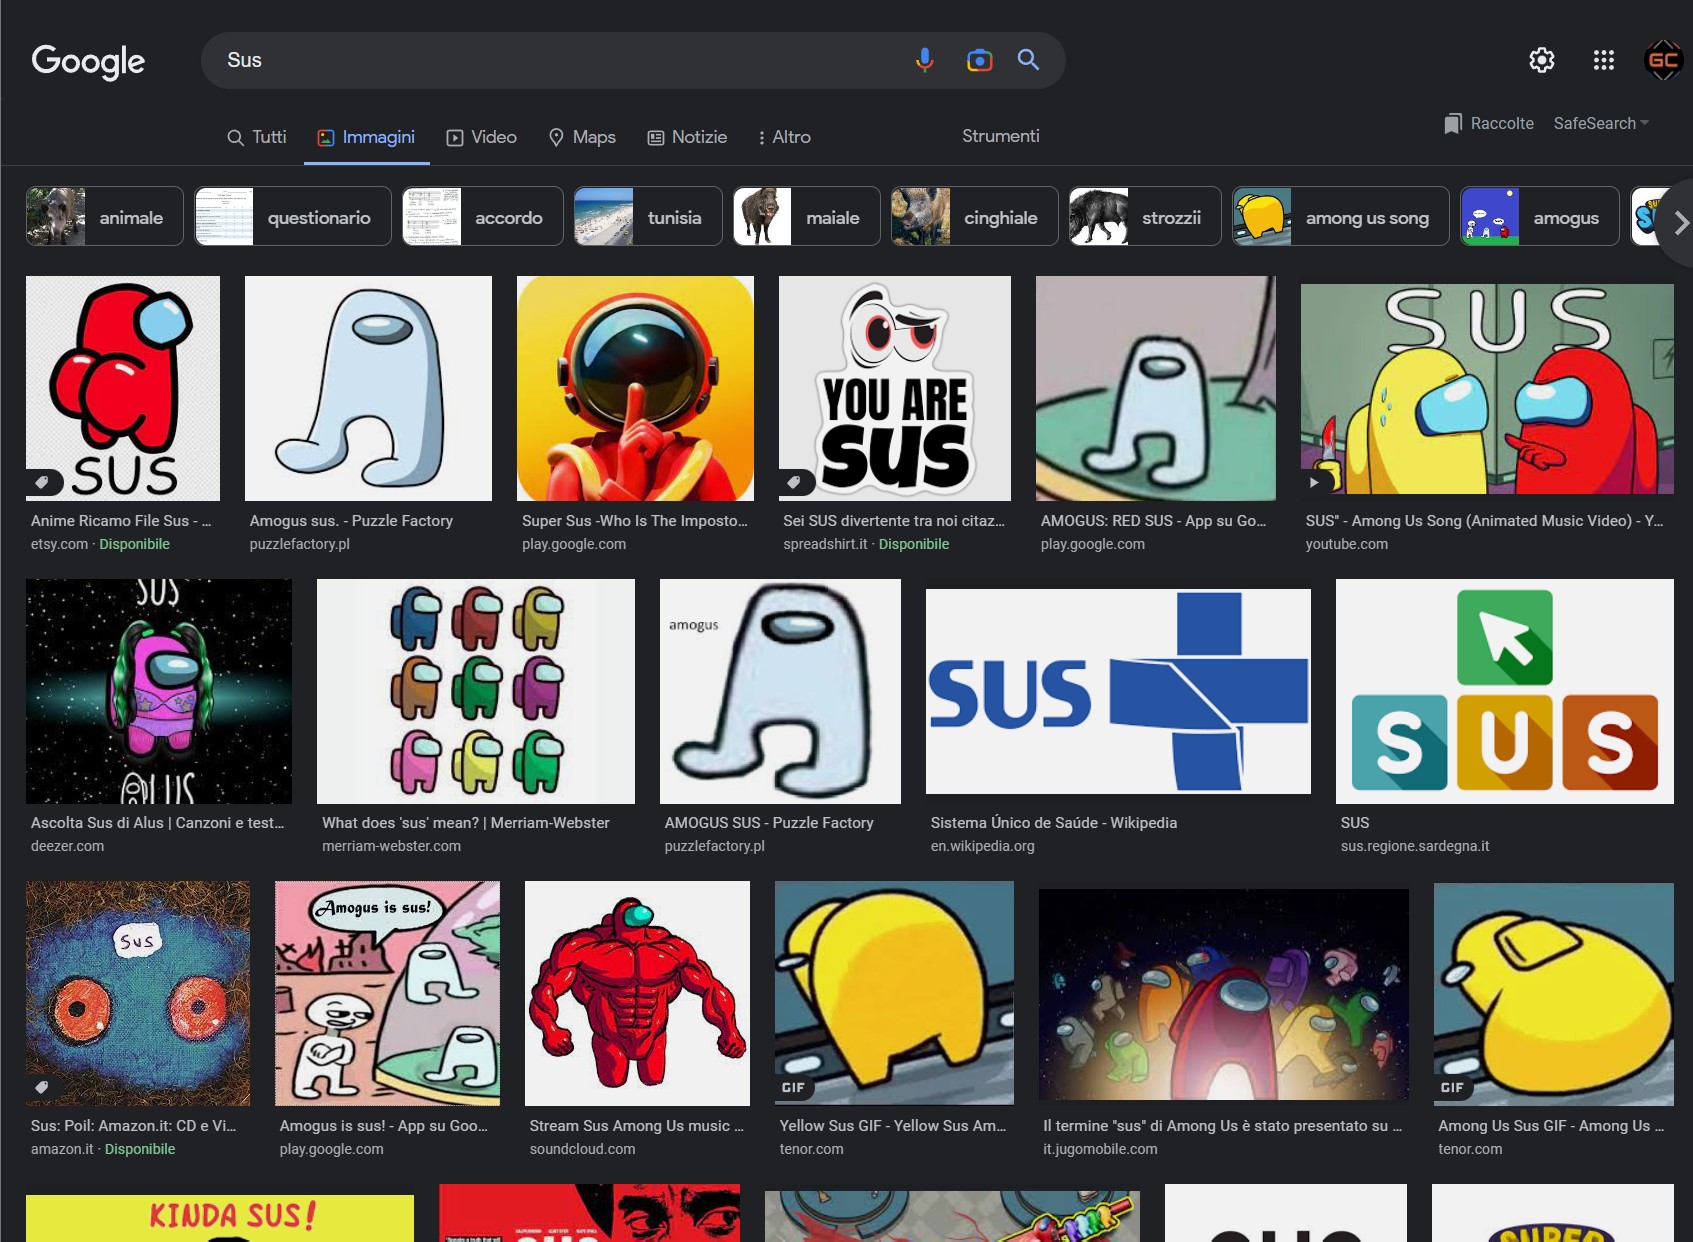 Google
Sus
GC
Tutti
Immagini
Video
Maps
Notizie
Altro
Strumenti
Raccolte
SafeSearch
animale
questionario
accordo
tunisia
maiale
cinghiale
strozzii
among us song
amogus
SUS
YOU ARE
SUS
SUS
Anime Ricamo File Sus - ...
etsy.com · Disponibile
Amogus sus. - Puzzle Factory
puzzlefactory.pl
Super Sus -Who Is The Imposto...
play.google.com
Sei SUS divertente tra noi citaz...
spreadshirt.it · Disponibile
AMOGUS: RED SUS - App su Go...
play.google.com
SUS" - Among Us Song (Animated Music Video) - Y...
youtube.com
SUS
ALUS
amogus
SUS
SUS
Ascolta Sus di Alus | Canzoni e test...
deezer.com
What does 'sus' mean? | Merriam-Webster
merriam-webster.com
AMOGUS SUS - Puzzle Factory
puzzlefactory.pl
Sistema Único de Saúde - Wikipedia
en.wikipedia.org
SUS
sus.regione.sardegna.it
Sus
Amogus is sus!
GIF
GIF
Sus: Poil: Amazon.it: CD e Vi...
amazon.it · Disponibile
Amogus is sus! - App su Goo...
play.google.com
Stream Sus Among Us music ...
soundcloud.com
Yellow Sus GIF - Yellow Sus Am...
tenor.com
Il termine "sus" di Among Us è stato presentato su ...
it.jugomobile.com
Among Us Sus GIF - Among Us ...
tenor.com
KINDA SUS!
SUS
SUPER